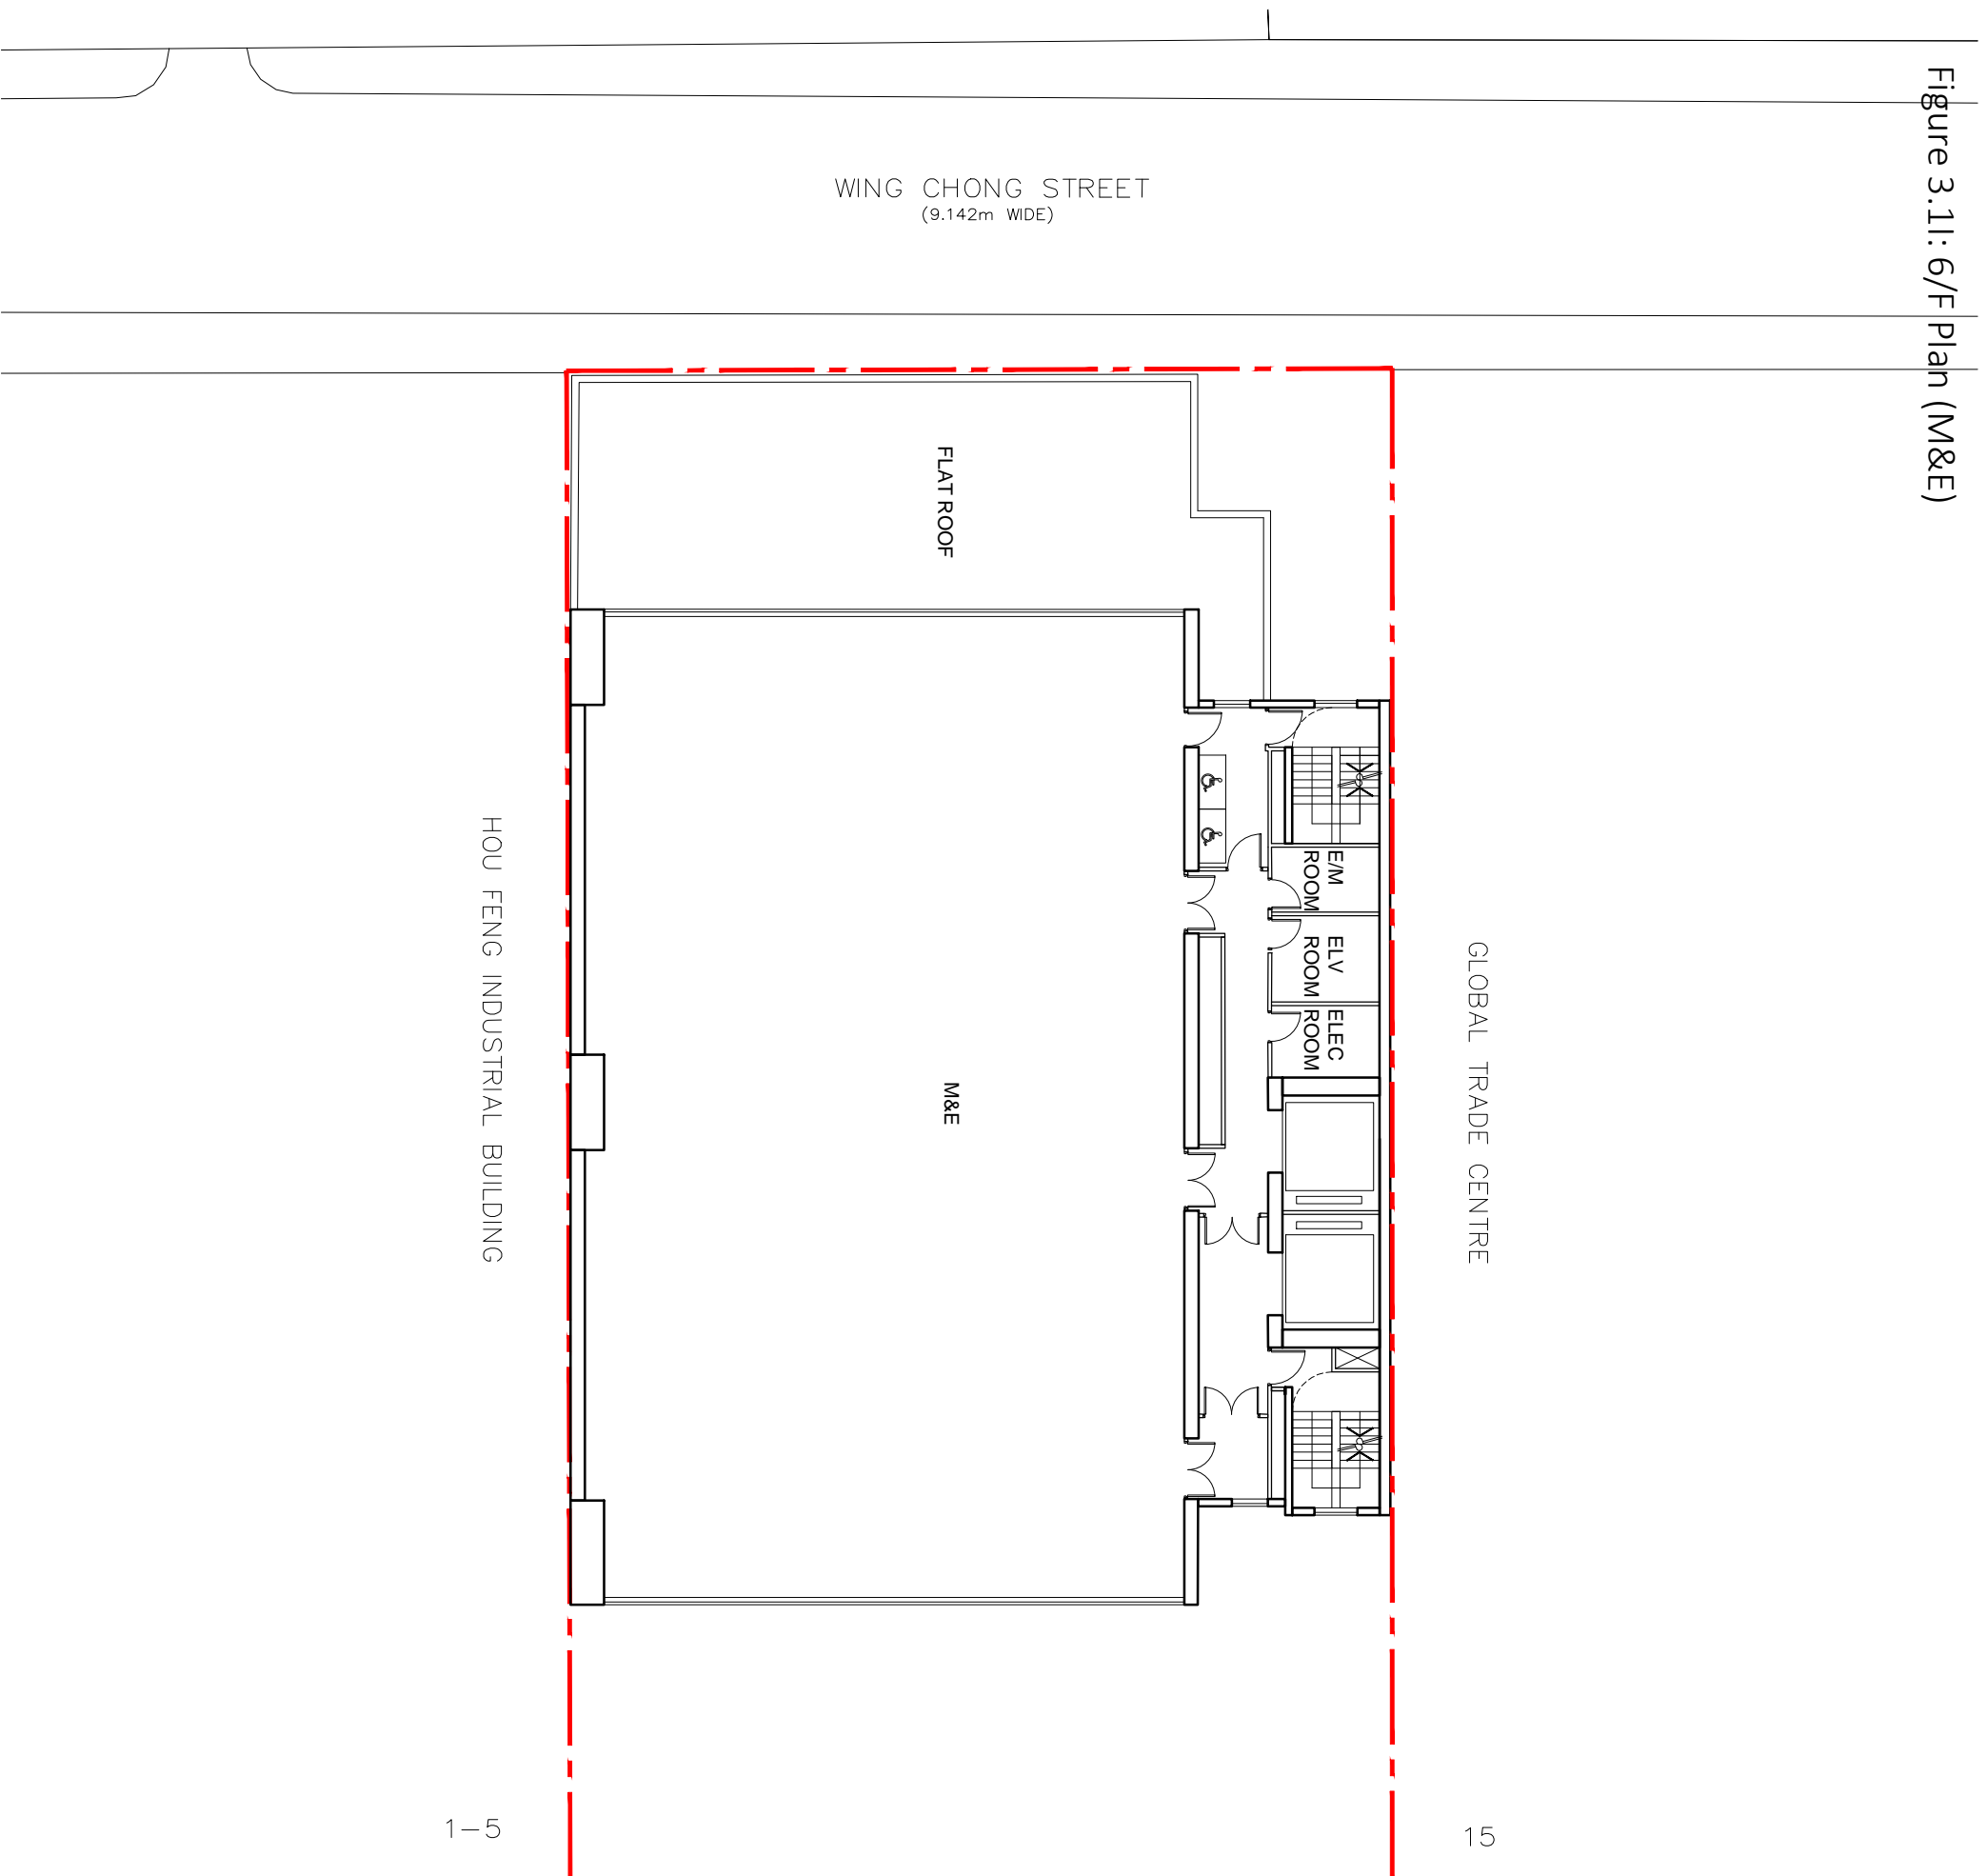 Figure 3.1I: 6/F Plan (M&E)
WING CHONG STREET
(9.142m WIDE)
FLAT ROOF
E/M
ROOM
ELV
ROOM
ELEC
ROOM
M&E
HOU FENG INDUSTRIAL BUILDING
GLOBAL TRADE CENTRE
1-5
15